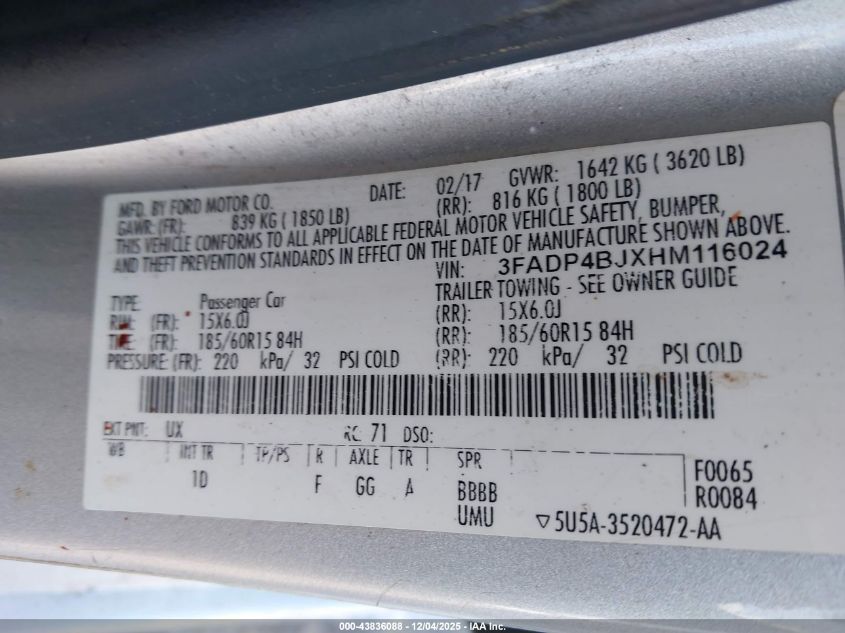 MFD. BY FORD MOTOR CO. DATE: 02/17 GVWR: 1642 KG ( 3620 LB)
GAWR: (FR): 839 KG ( 1850 LB) (RR): 816 KG ( 1800 LB)
THIS VEHICLE CONFORMS TO ALL APPLICABLE FEDERAL MOTOR VEHICLE SAFETY, BUMPER,
AND THEFT PREVENTION STANDARDS IN EFFECT ON THE DATE OF MANUFACTURE SHOWN ABOVE.
VIN: 3FADP4BJXHM116024
TYPE: Passenger Car TRAILER TOWING - SEE OWNER GUIDE
RIM: (FR): 15X6.0J (RR): 15X6.0J
TIRE: (FR): 185/60R15 84H (RR): 185/60R15 84H
PRESSURE: (FR): 220 kPa/ 32 PSI COLD (RR): 220 kPa/ 32 PSI COLD
EXT PNT: UX RC: 71 DSO:
WB INT TR TP/PS R AXLE TR SPR F0065
1D F GG A BBBB R0084
UMU ▽5U5A-3520472-AA
000-43836088 - 12/04/2025 - IAA Inc.